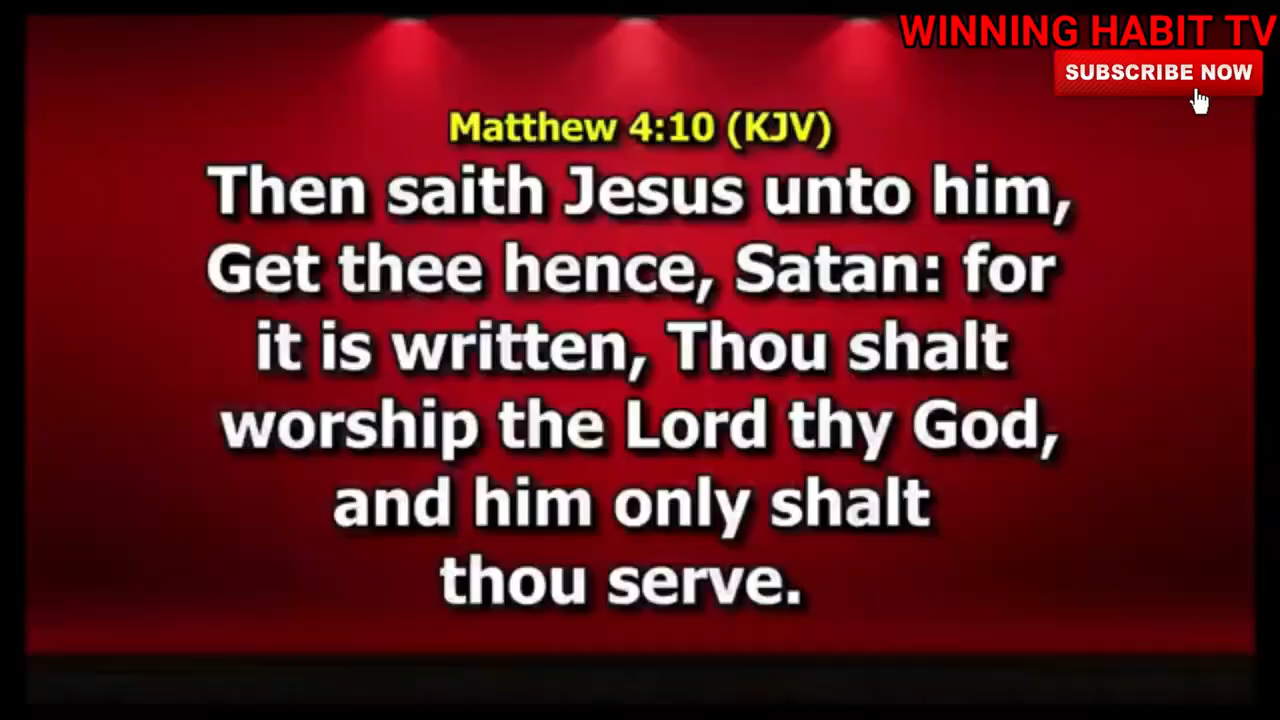 WINNING HABIT TV
SUBSCRIBE NOW
Matthew 4:10 (KJV)
Then saith Jesus unto him,
Get thee hence, Satan: for
it is written, Thou shalt
worship the Lord thy God,
and him only shalt
thou serve.